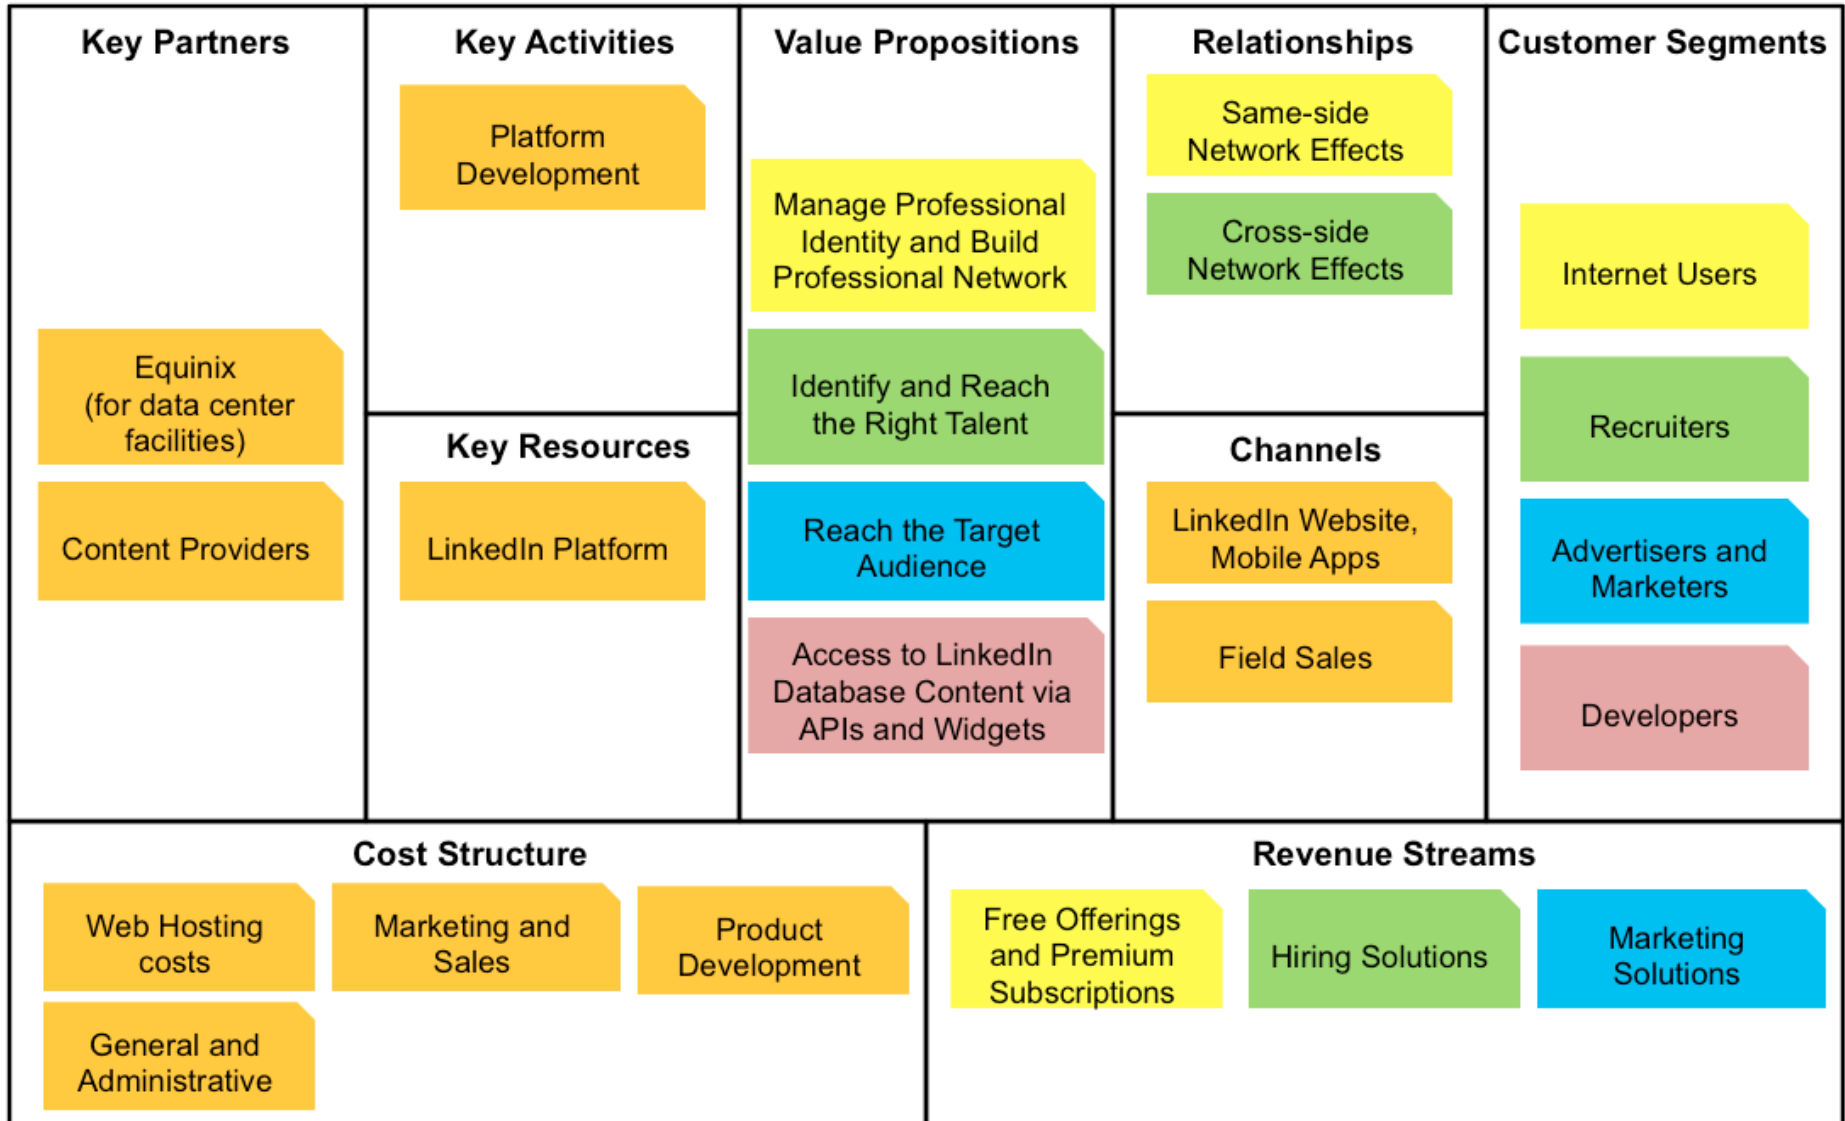 Key Partners
Equinix
(for data center
facilities)
Content Providers
Key Activities
Platform
Development
Key Resources
LinkedIn Platform
Value Propositions
Manage Professional
Identity and Build
Professional Network
Identify and Reach
the Right Talent
Reach the Target
Audience
Access to LinkedIn
Database Content via
APIs and Widgets
Relationships
Same-side
Network Effects
Cross-side
Network Effects
Channels
LinkedIn Website,
Mobile Apps
Field Sales
Customer Segments
Internet Users
Recruiters
Advertisers and
Marketers
Developers
Cost Structure
Web Hosting
costs
Marketing and
Sales
Product
Development
General and
Administrative
Revenue Streams
Free Offerings
and Premium
Subscriptions
Hiring Solutions
Marketing
Solutions